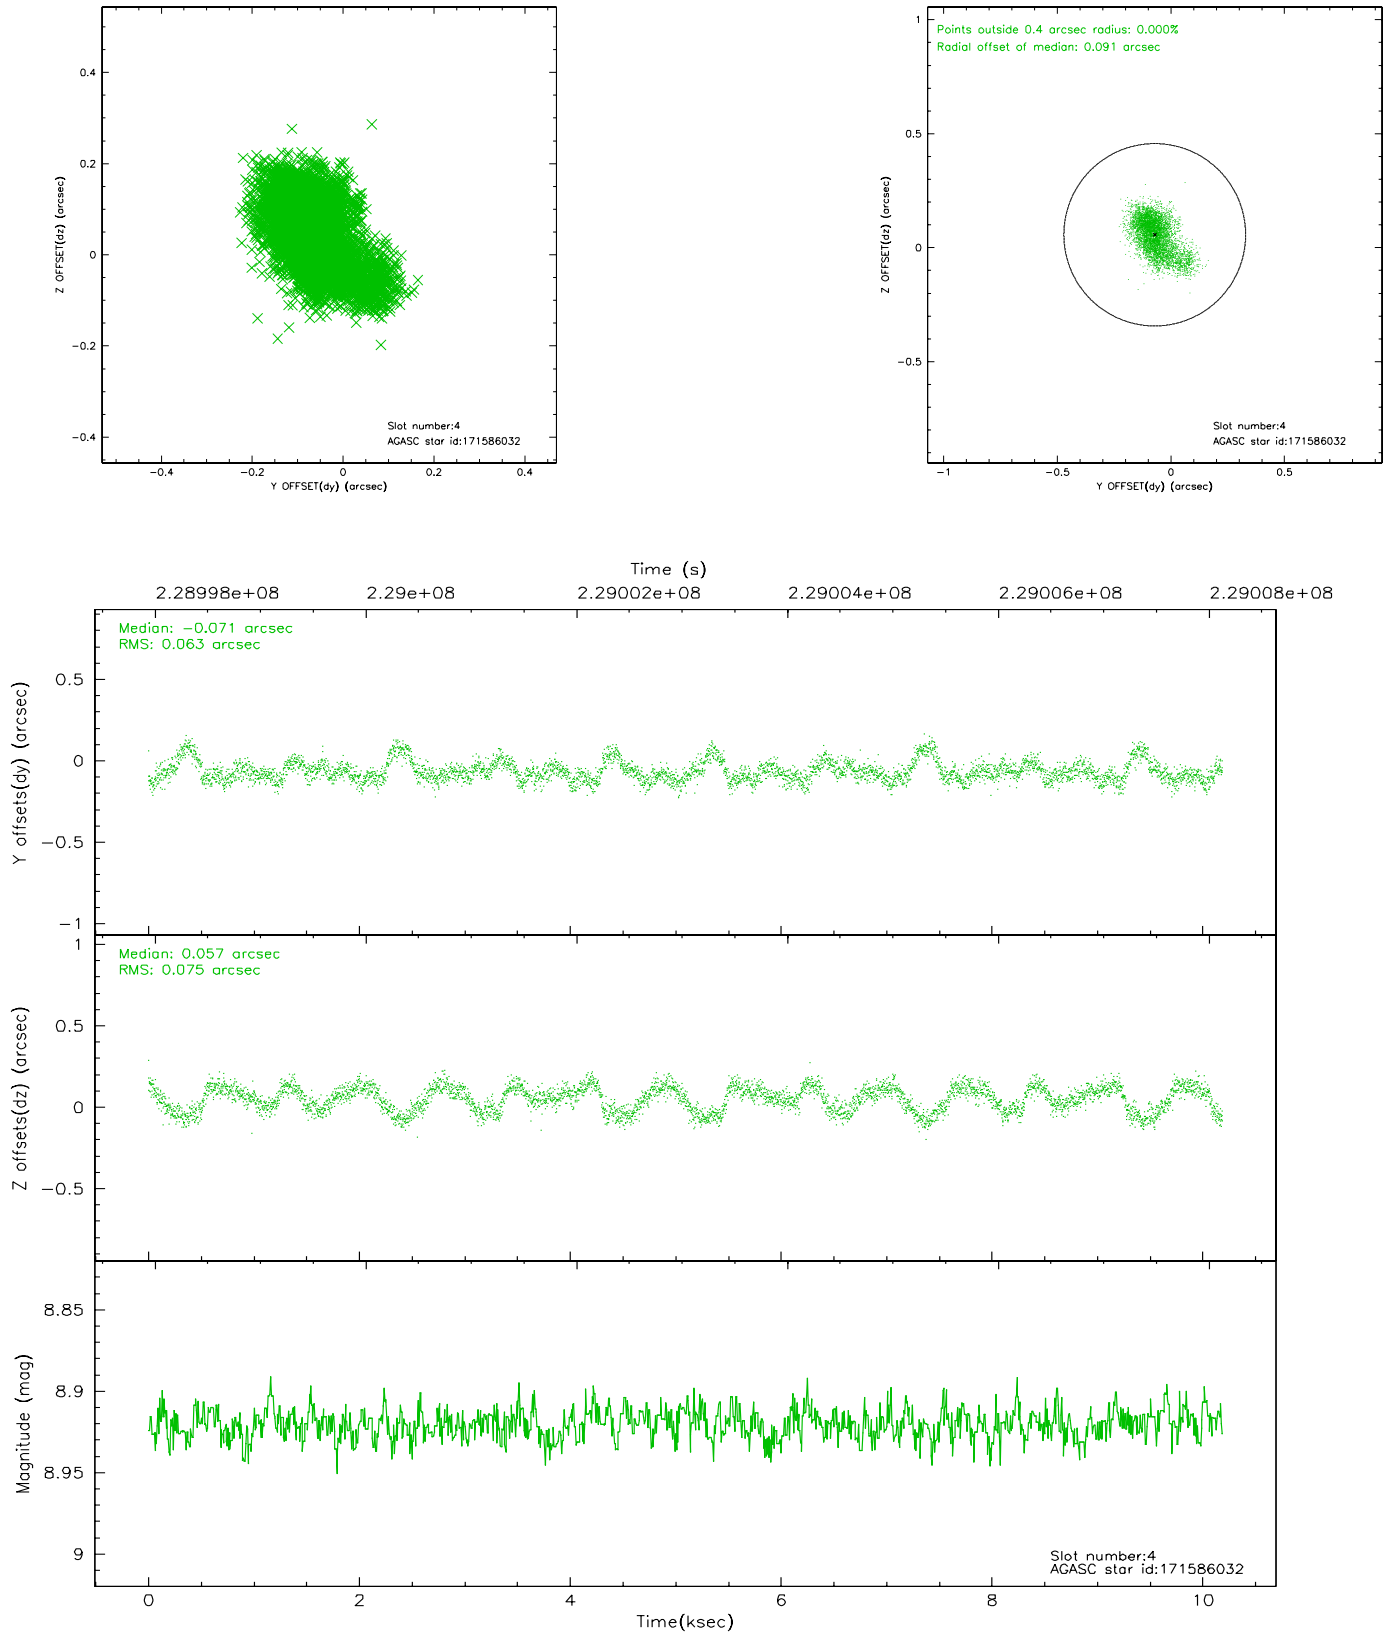 0.4
0.2
0
−0.2
−0.4
Z OFFSET(dz) (arcsec)
Slot number:4
AGASC star id:171586032
−0.4 −0.2 0 0.2 0.4
Y OFFSET(dy) (arcsec)
Points outside 0.4 arcsec radius: 0.000%
Radial offset of median: 0.091 arcsec
1
0.5
0
−0.5
Z OFFSET(dz) (arcsec)
Slot number:4
AGASC star id:171586032
−1 −0.5 0 0.5
Y OFFSET(dy) (arcsec)
Time (s)
2.28998e+08 2.29e+08 2.29002e+08 2.29004e+08 2.29006e+08 2.29008e+08
Median: −0.071 arcsec
RMS: 0.063 arcsec
0.5
0
−0.5
−1
Y offsets(dy) (arcsec)
Median: 0.057 arcsec
RMS: 0.075 arcsec
1
0.5
0
−0.5
Z offsets(dz) (arcsec)
8.85
8.9
8.95
9
Magnitude (mag)
Slot number:4
AGASC star id:171586032
0 2 4 6 8 10
Time(ksec)